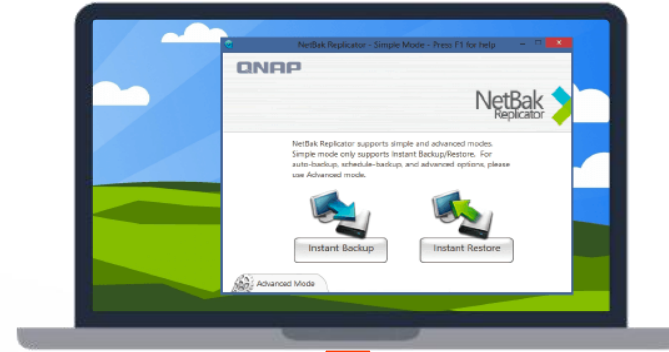 NetBak Replicator - Simple Mode - Press F1 for help
QNAP
NetBak
Replicator
NetBak Replicator supports simple and advanced modes.
Simple mode only supports Instant Backup/Restore. For
auto-backup, schedule-backup, and advanced options, please
use Advanced mode.
Instant Backup
Instant Restore
Advanced Mode